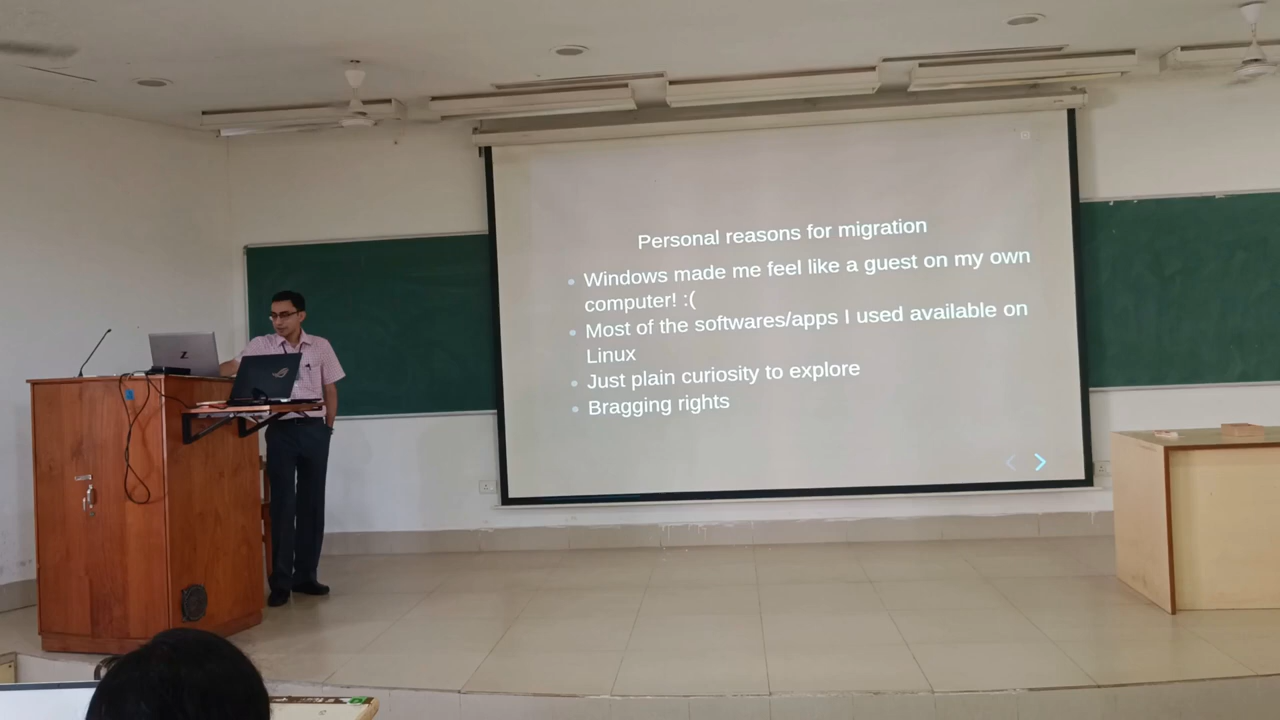 Personal reasons for migration
Windows made me feel like a guest on my own
computer! :(
Most of the softwares/apps I used available on
Linux
Just plain curiosity to explore
Bragging rights
Z